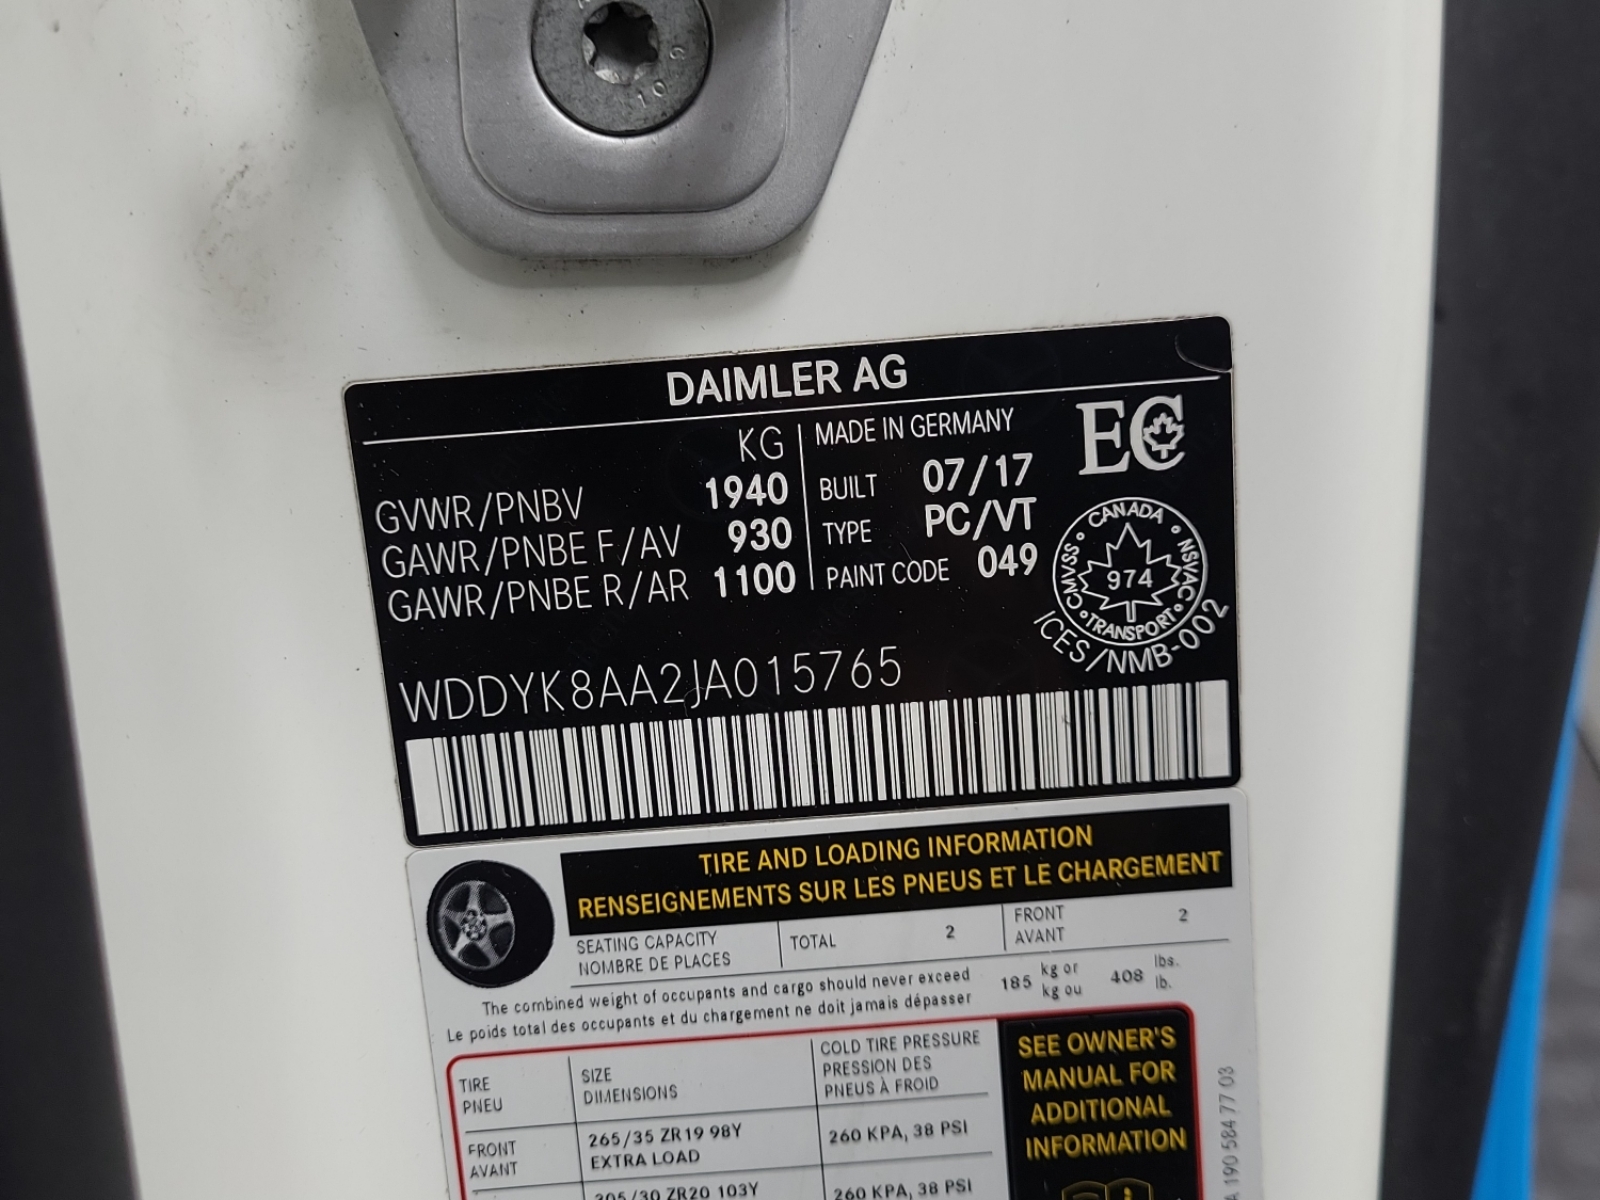 10
DAIMLER AG
KG
GVWR/PNBV 1940
GAWR/PNBE F/AV 930
GAWR/PNBE R/AR 1100
MADE IN GERMANY
BUILT 07/17
TYPE PC/VT
PAINT CODE 049
EC
CANADA
CMVSS 974 NSVAC
TRANSPORT
ICES/NMB-002
WDDYK8AA2JA015765
TIRE AND LOADING INFORMATION
RENSEIGNEMENTS SUR LES PNEUS ET LE CHARGEMENT
SEATING CAPACITY
NOMBRE DE PLACES
TOTAL 2
FRONT
AVANT
2
The combined weight of occupants and cargo should never exceed 185 kg or 408 lbs.
Le poids total des occupants et du chargement ne doit jamais dépasser kg ou lb.
TIRE
PNEU
SIZE
DIMENSIONS
COLD TIRE PRESSURE
PRESSION DES
PNEUS À FROID
FRONT
AVANT
265/35 ZR19 98Y
EXTRA LOAD
260 KPA, 38 PSI
305/30 ZR20 103Y
260 KPA, 38 PSI
SEE OWNER'S
MANUAL FOR
ADDITIONAL
INFORMATION
A 190 584 77 03